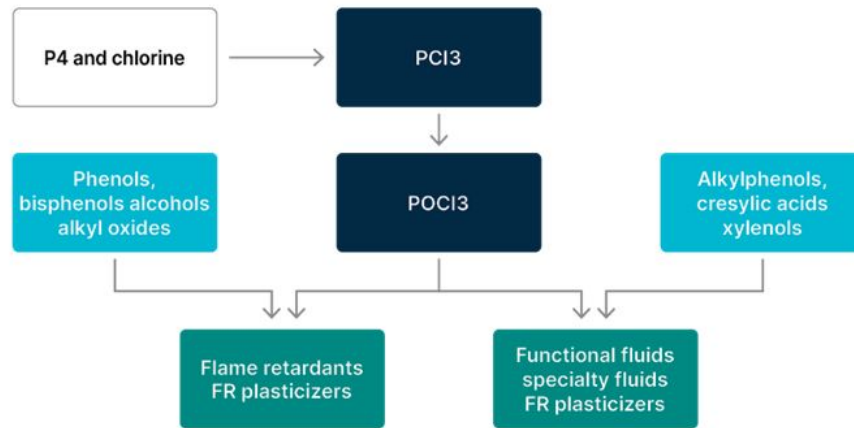 P4 and chlorine
PCI3
Phenols,
bisphenols alcohols
alkyl oxides
POCI3
Alkylphenols,
cresylic acids
xylenols
Flame retardants
FR plasticizers
Functional fluids
specialty fluids
FR plasticizers